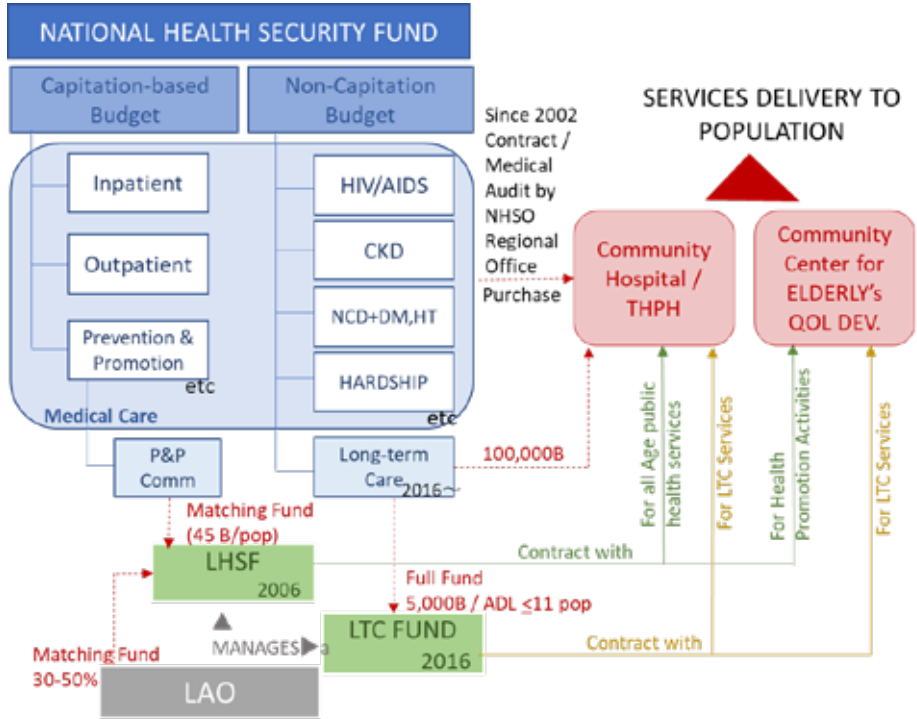 NATIONAL HEALTH SECURITY FUND
Capitation-based
Budget
Non-Capitation
Budget
Inpatient
Outpatient
Prevention &
Promotion
etc
HIV/AIDS
CKD
NCD+DM,HT
HARDSHIP
etc
Medical Care
P&P
Comm
Long-term
Care
2016~
Since 2002
Contract /
Medical
Audit by
NHSO
Regional
Office
Purchase
100,000B
SERVICES DELIVERY TO
POPULATION
Community
Hospital /
THPH
Community
Center for
ELDERLY's
QOL DEV.
For all Age public
health services
For LTC Services
For Health
Promotion Activities
For LTC Services
Matching Fund
(45 B/pop)
LHSF
2006
Contract with
Full Fund
5,000B / ADL ≤11 pop
MANAGES
a
LTC FUND
2016
Contract with
Matching Fund
30-50%
LAO